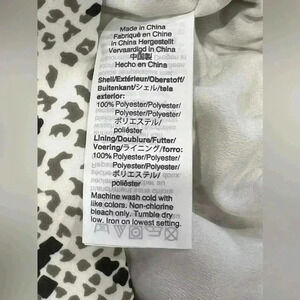 Made in China
Fabriqué en Chine
in China Hergestellt
Vervaardigd in China
中国製
Hecho en China
Shell/Extérieur/Oberstoff/
Buitenkant/シェル/tela
exterior:
100% Polyester/Polyester/
Polyester/Polyester/
ポリエステル/
poliéster
Lining/Doublure/Futter/
Voering/ライニング/forro:
100% Polyester/Polyester/
Polyester/Polyester/
ポリエステル/
poliéster
Machine wash cold with
like colors. Non-chlorine
bleach only. Tumble dry
low. Iron on lowest setting.